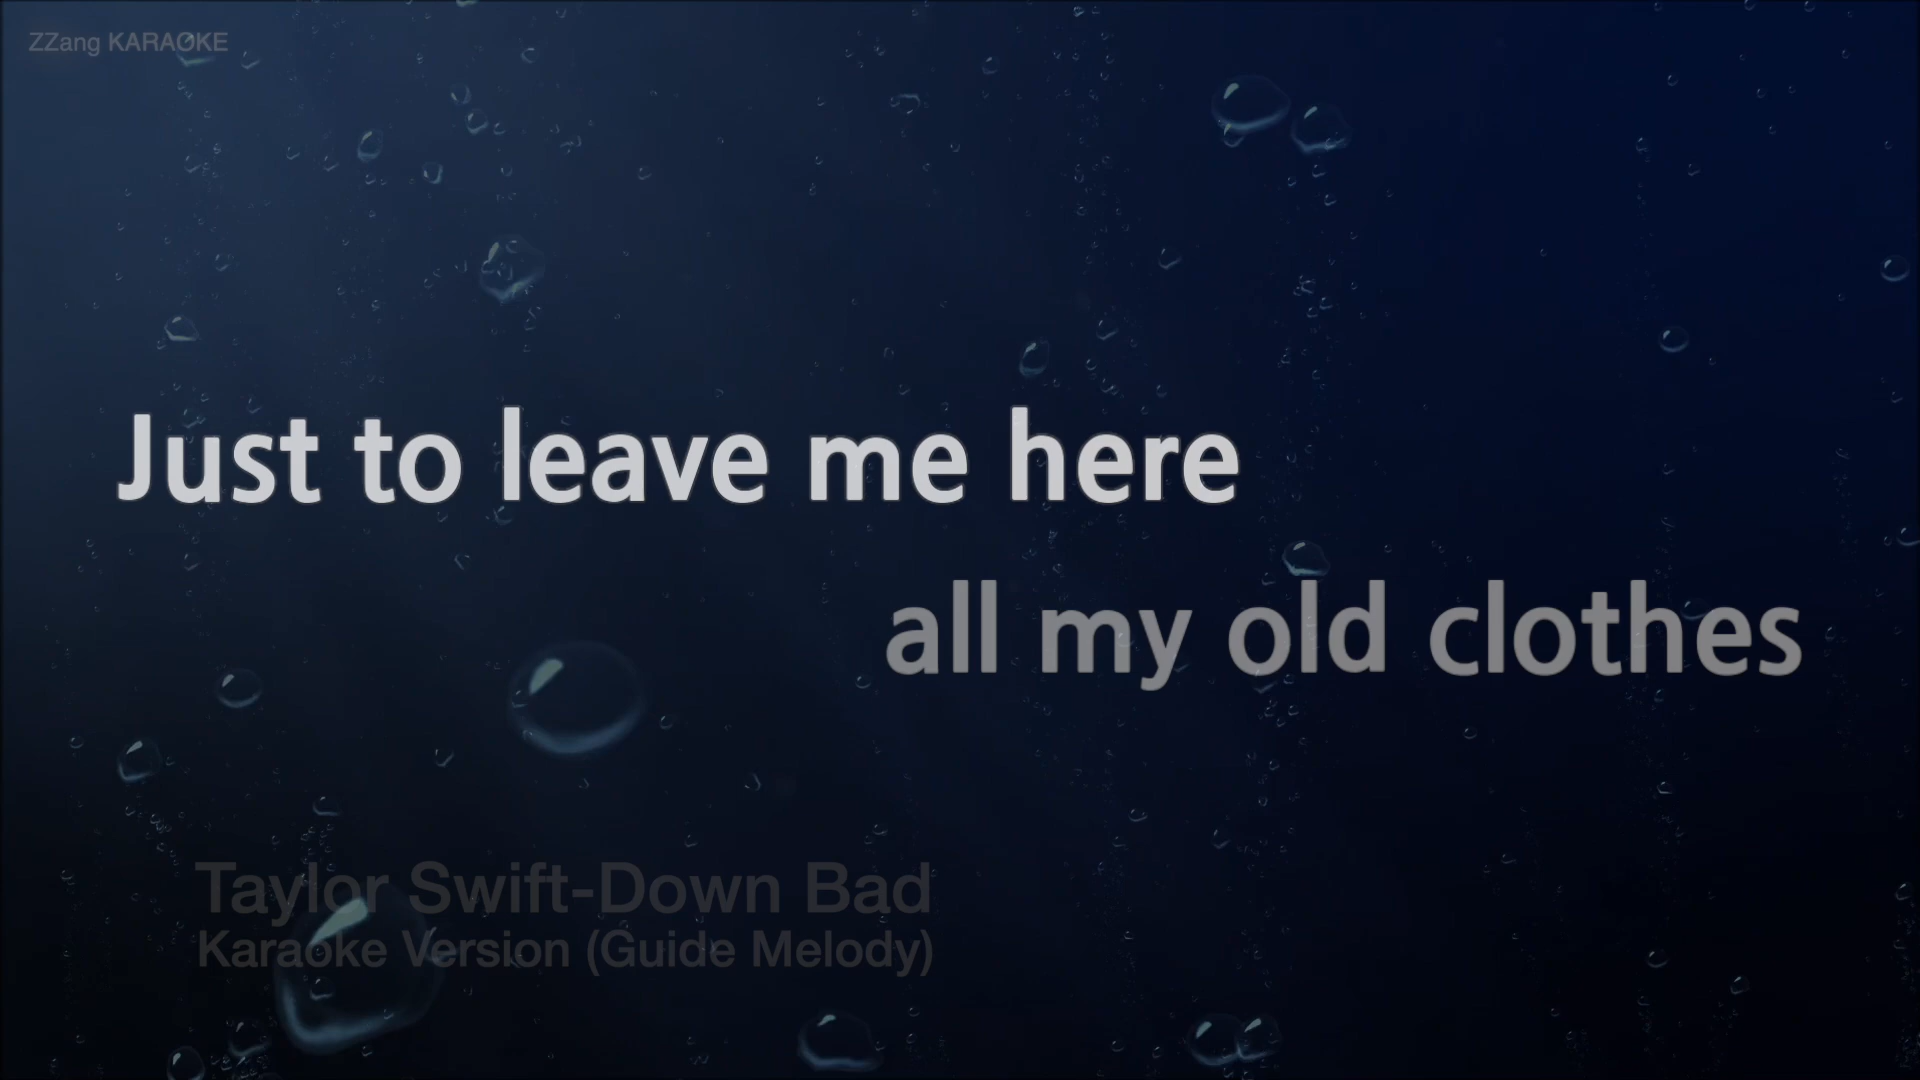 ZZang KARAOKE
Just to leave me here
all my old clothes
Taylor Swift-Down Bad
Karaoke Version (Guide Melody)